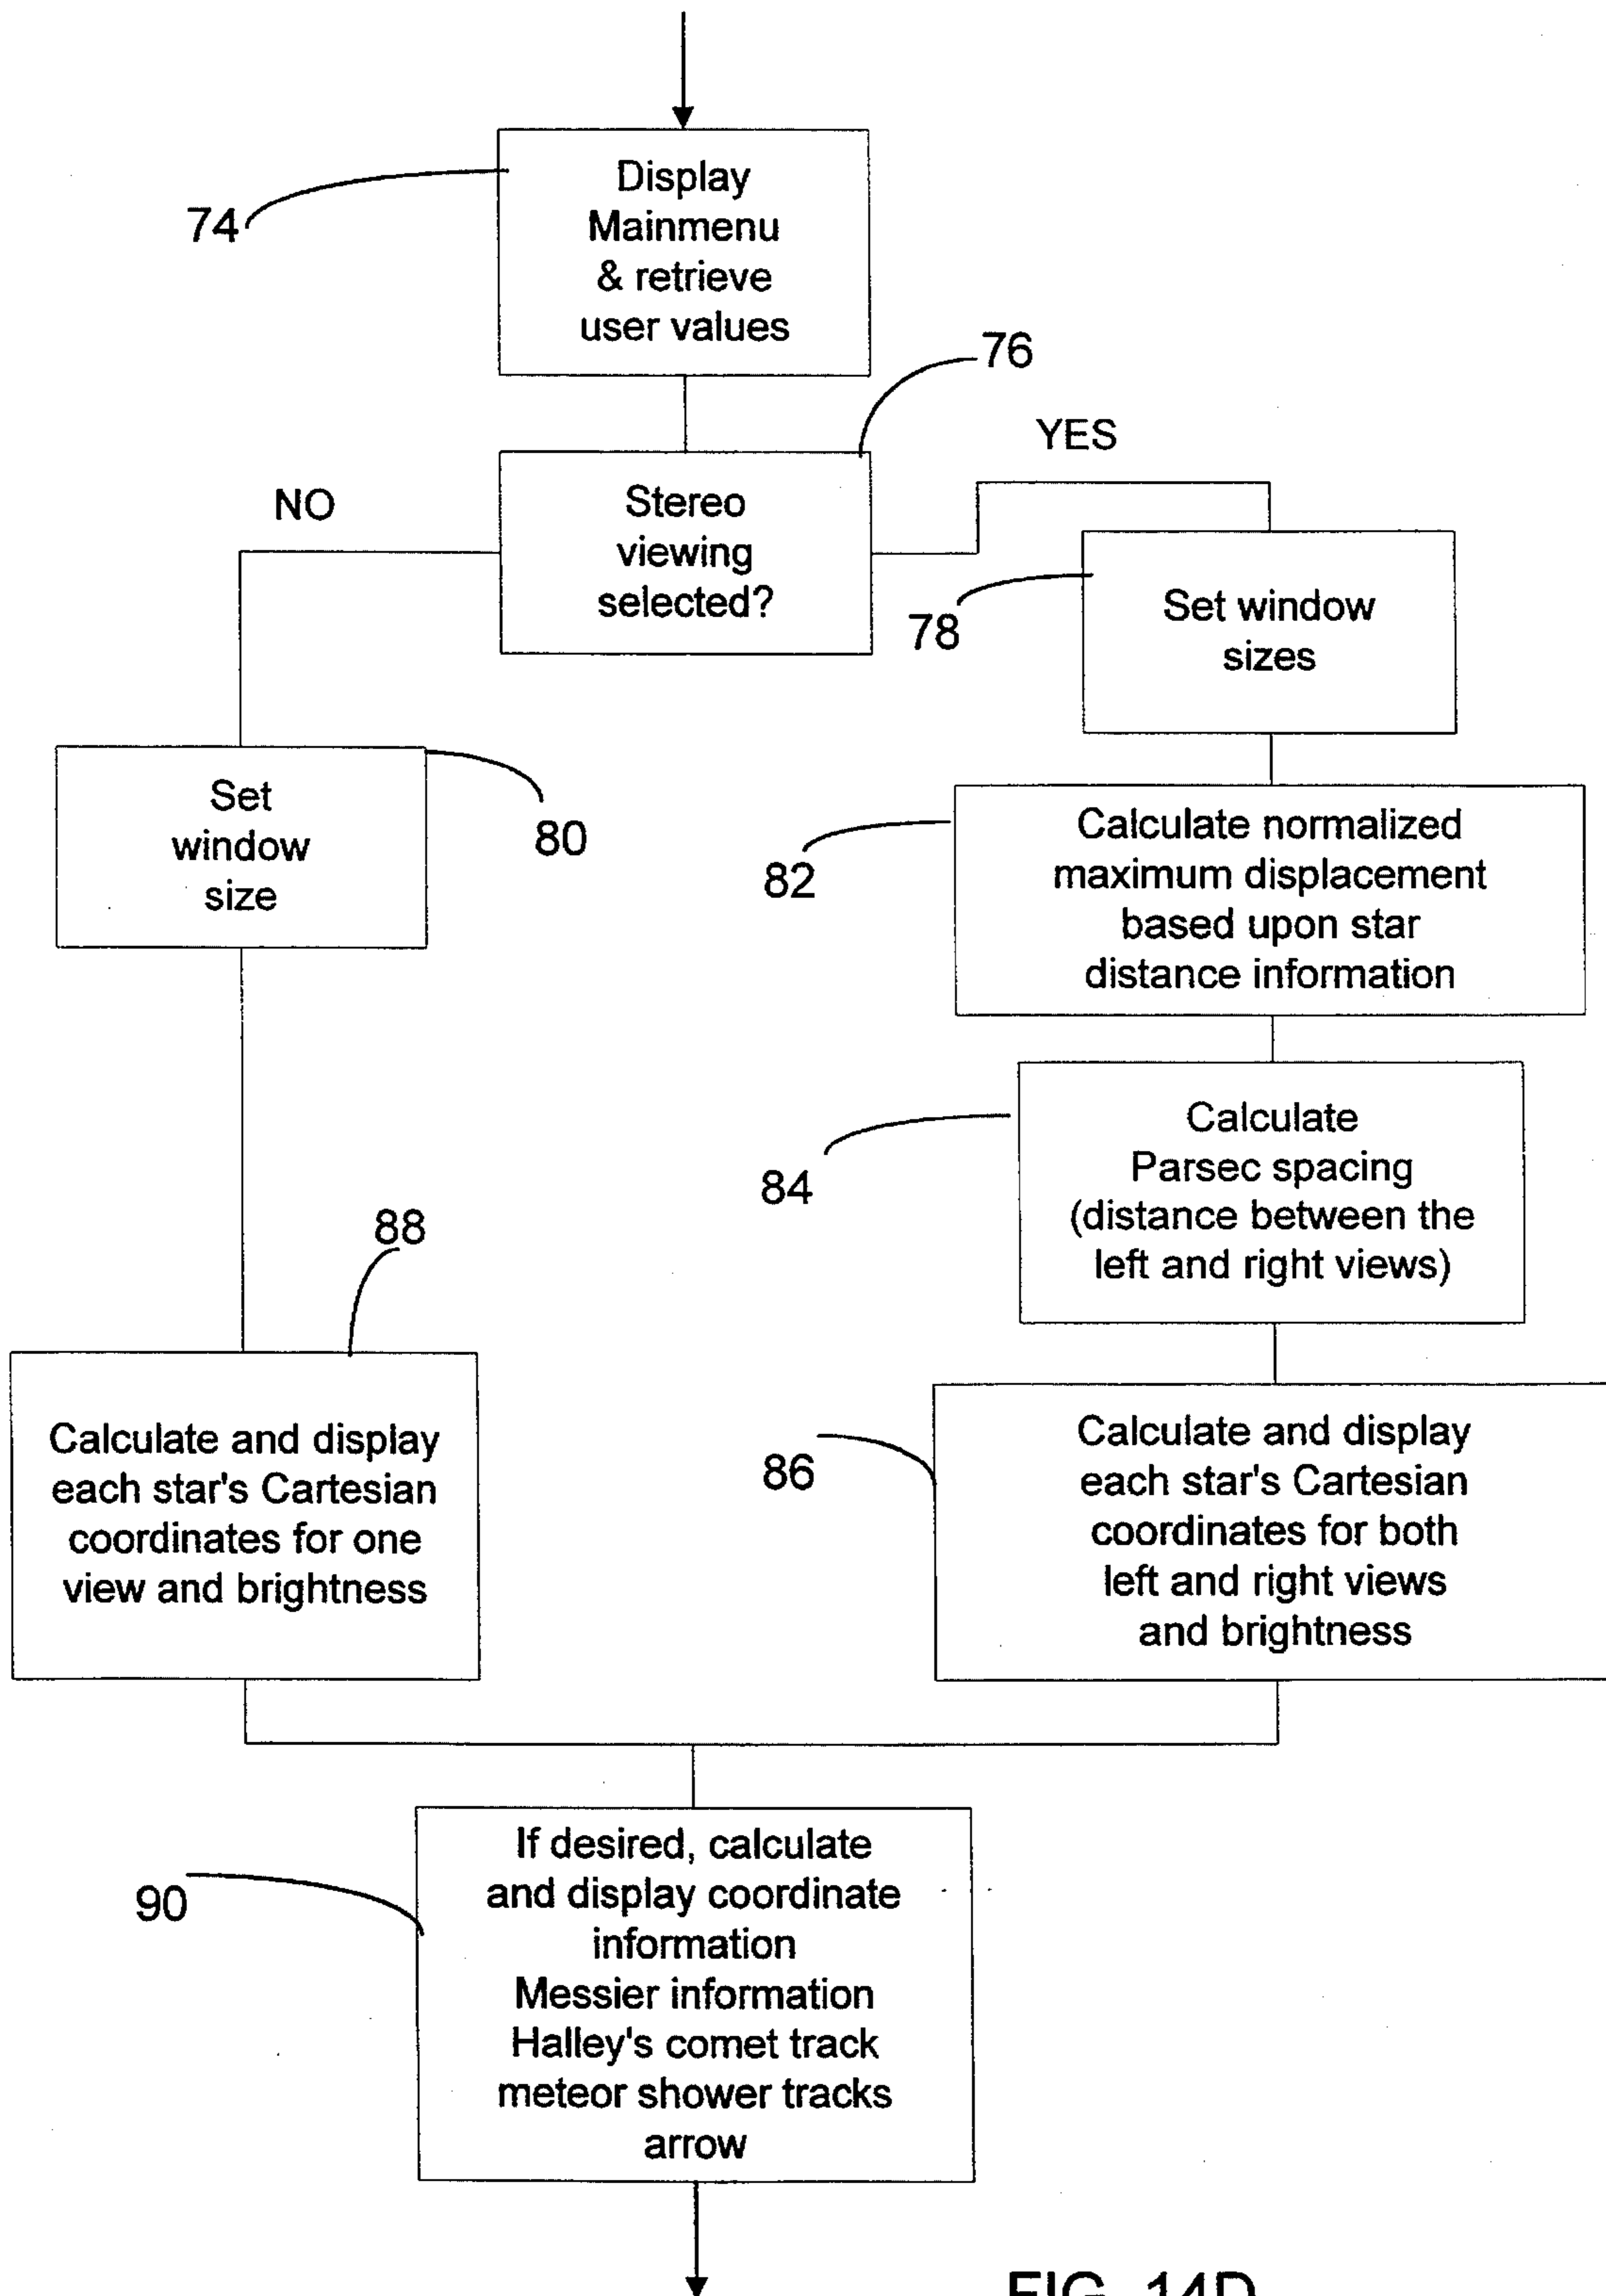 74
Display
Mainmenu
& retrieve
user values
76
YES
NO
Stereo
viewing
selected?
78
Set window
sizes
Set
window
size
80
82
Calculate normalized
maximum displacement
based upon star
distance information
84
Calculate
Parsec spacing
(distance between the
left and right views)
88
Calculate and display
each star's Cartesian
coordinates for one
view and brightness
86
Calculate and display
each star's Cartesian
coordinates for both
left and right views
and brightness
90
If desired, calculate
and display coordinate
information
Messier information
Halley's comet track
meteor shower tracks
arrow
FIG. 14D